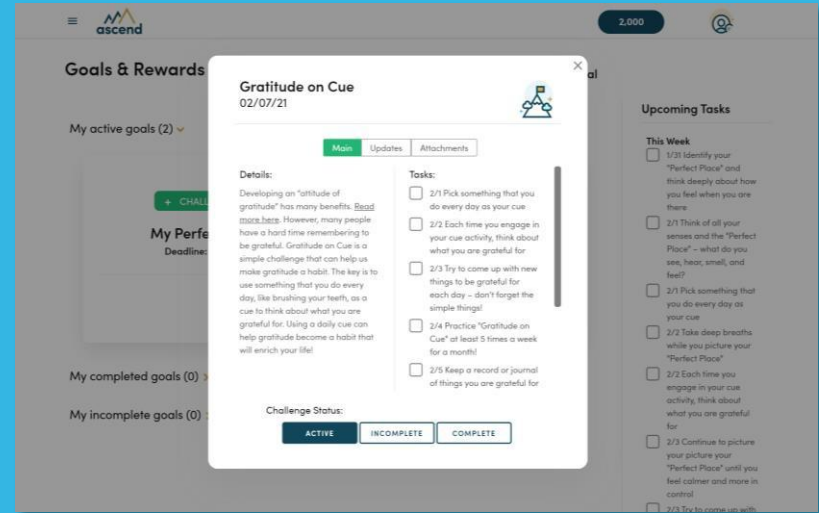 ascend
2,000
Goals & Rewards
al
My active goals (2)
+ CHALL
My Perfe
Deadline:
My completed goals (0)
My incomplete goals (0)
Gratitude on Cue
02/07/21
Main Updates Attachments
Details:
Developing an "attitude of
gratitude" has many benefits. Read
more here. However, many people
have a hard time remembering to
be grateful. Gratitude on Cue is a
simple challenge that can help us
make gratitude a habit. The key is to
use something that you do every
day, like brushing your teeth, as a
cue to think about what you are
grateful for. Using a daily cue can
help gratitude become a habit that
will enrich your life!
Tasks:
2/1 Pick something that you
do every day as your cue
2/2 Each time you engage in
your cue activity, think about
what you are grateful for
2/3 Try to come up with new
things to be grateful for
each day – don't forget the
simple things!
2/4 Practice "Gratitude on
Cue" at least 5 times a week
for a month!
2/5 Keep a record or journal
of things you are grateful for
Challenge Status:
ACTIVE INCOMPLETE COMPLETE
Upcoming Tasks
This Week
1/31 Identify your
"Perfect Place" and
think deeply about how
you feel when you are
there
2/1 Think of all your
senses and the "Perfect
Place" – what do you
see, hear, smell, and
feel?
2/1 Pick something that
you do every day as
your cue
2/2 Take deep breaths
while you picture your
"Perfect Place"
2/2 Each time you
engage in your cue
activity, think about
what you are grateful
for
2/3 Continue to picture
your picture your
"Perfect Place" until you
feel calmer and more in
control
2/3 Try to come up with